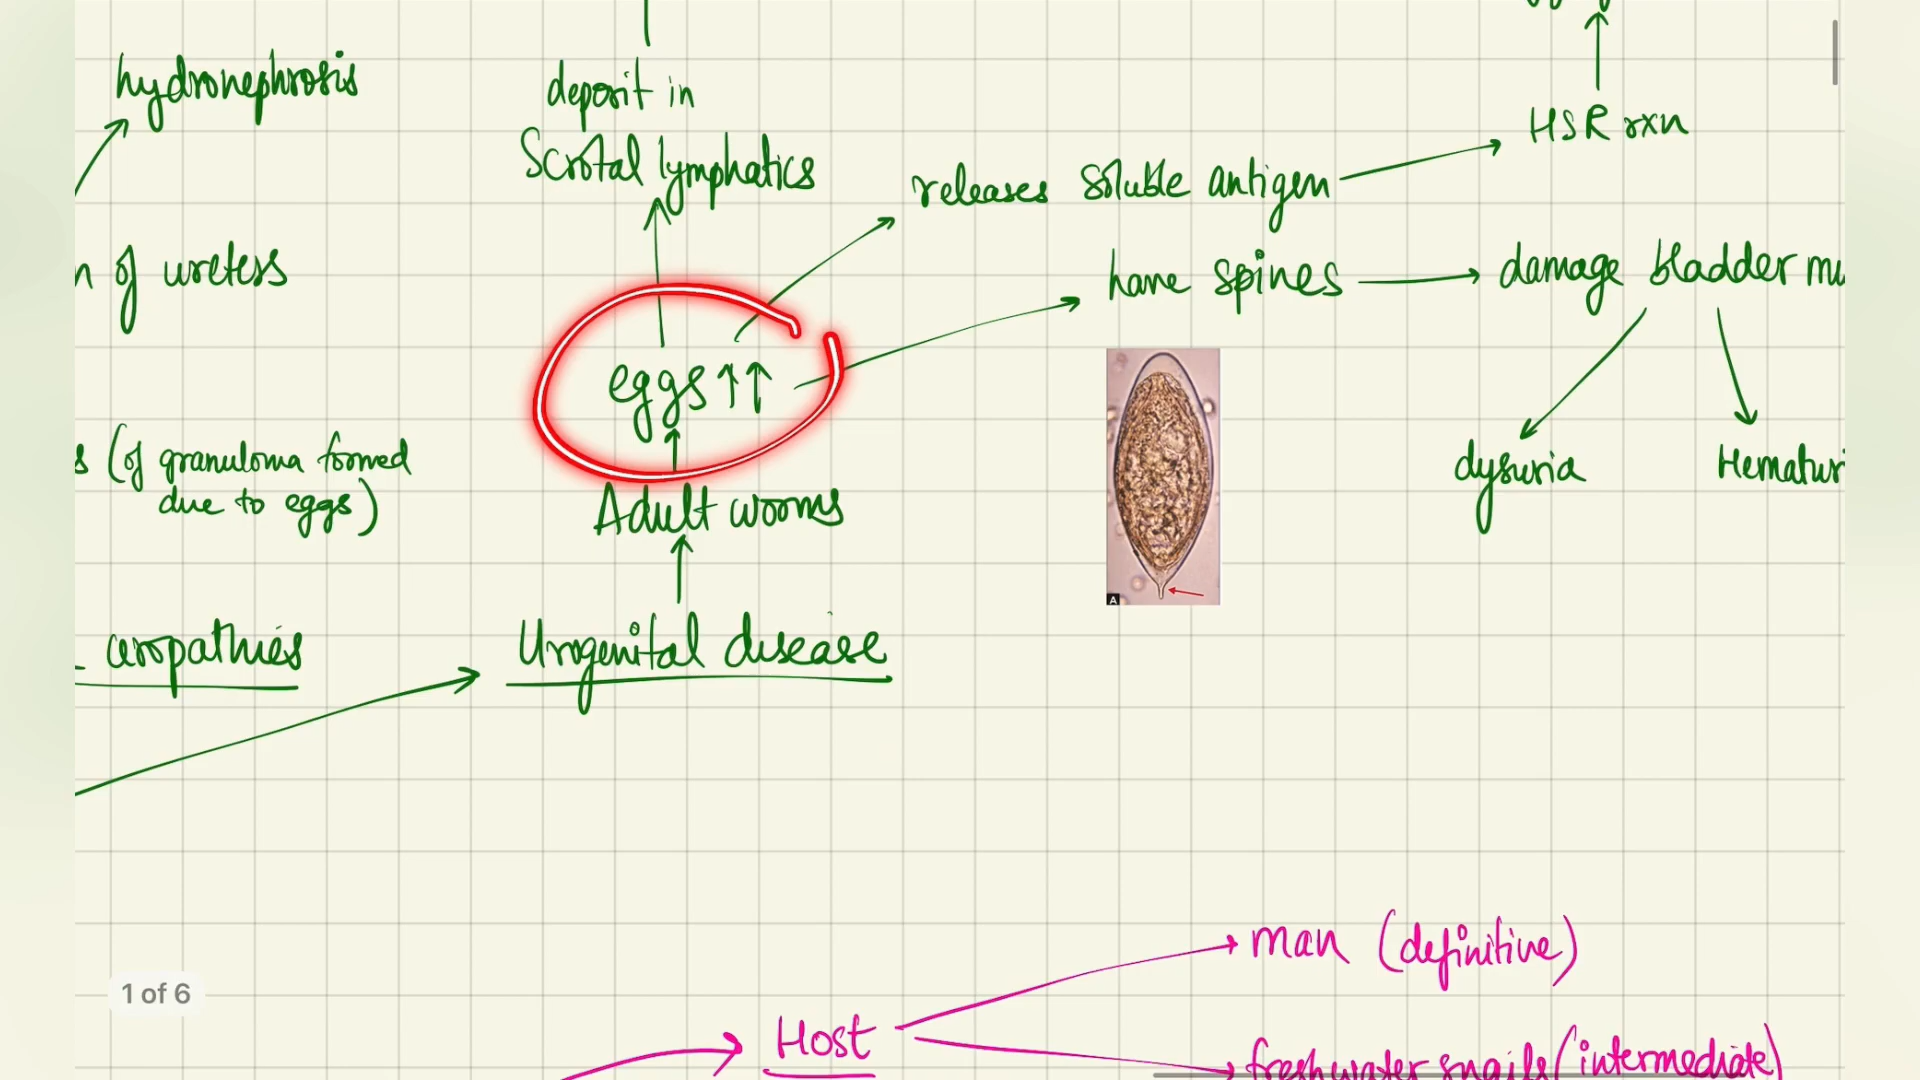 hydronephrosis
deposit in
Scrotal lymphatics
releases soluble antigen
HSR rxn
n of ureters
have spines
damage bladder mu
eggs ↑↑
s (of granuloma formed
due to eggs)
Adult worms
dysuria
Hematuri
A
uropathies
Urogenital disease
man (definitive)
1 of 6
Host
freshwater snails (intermediate)